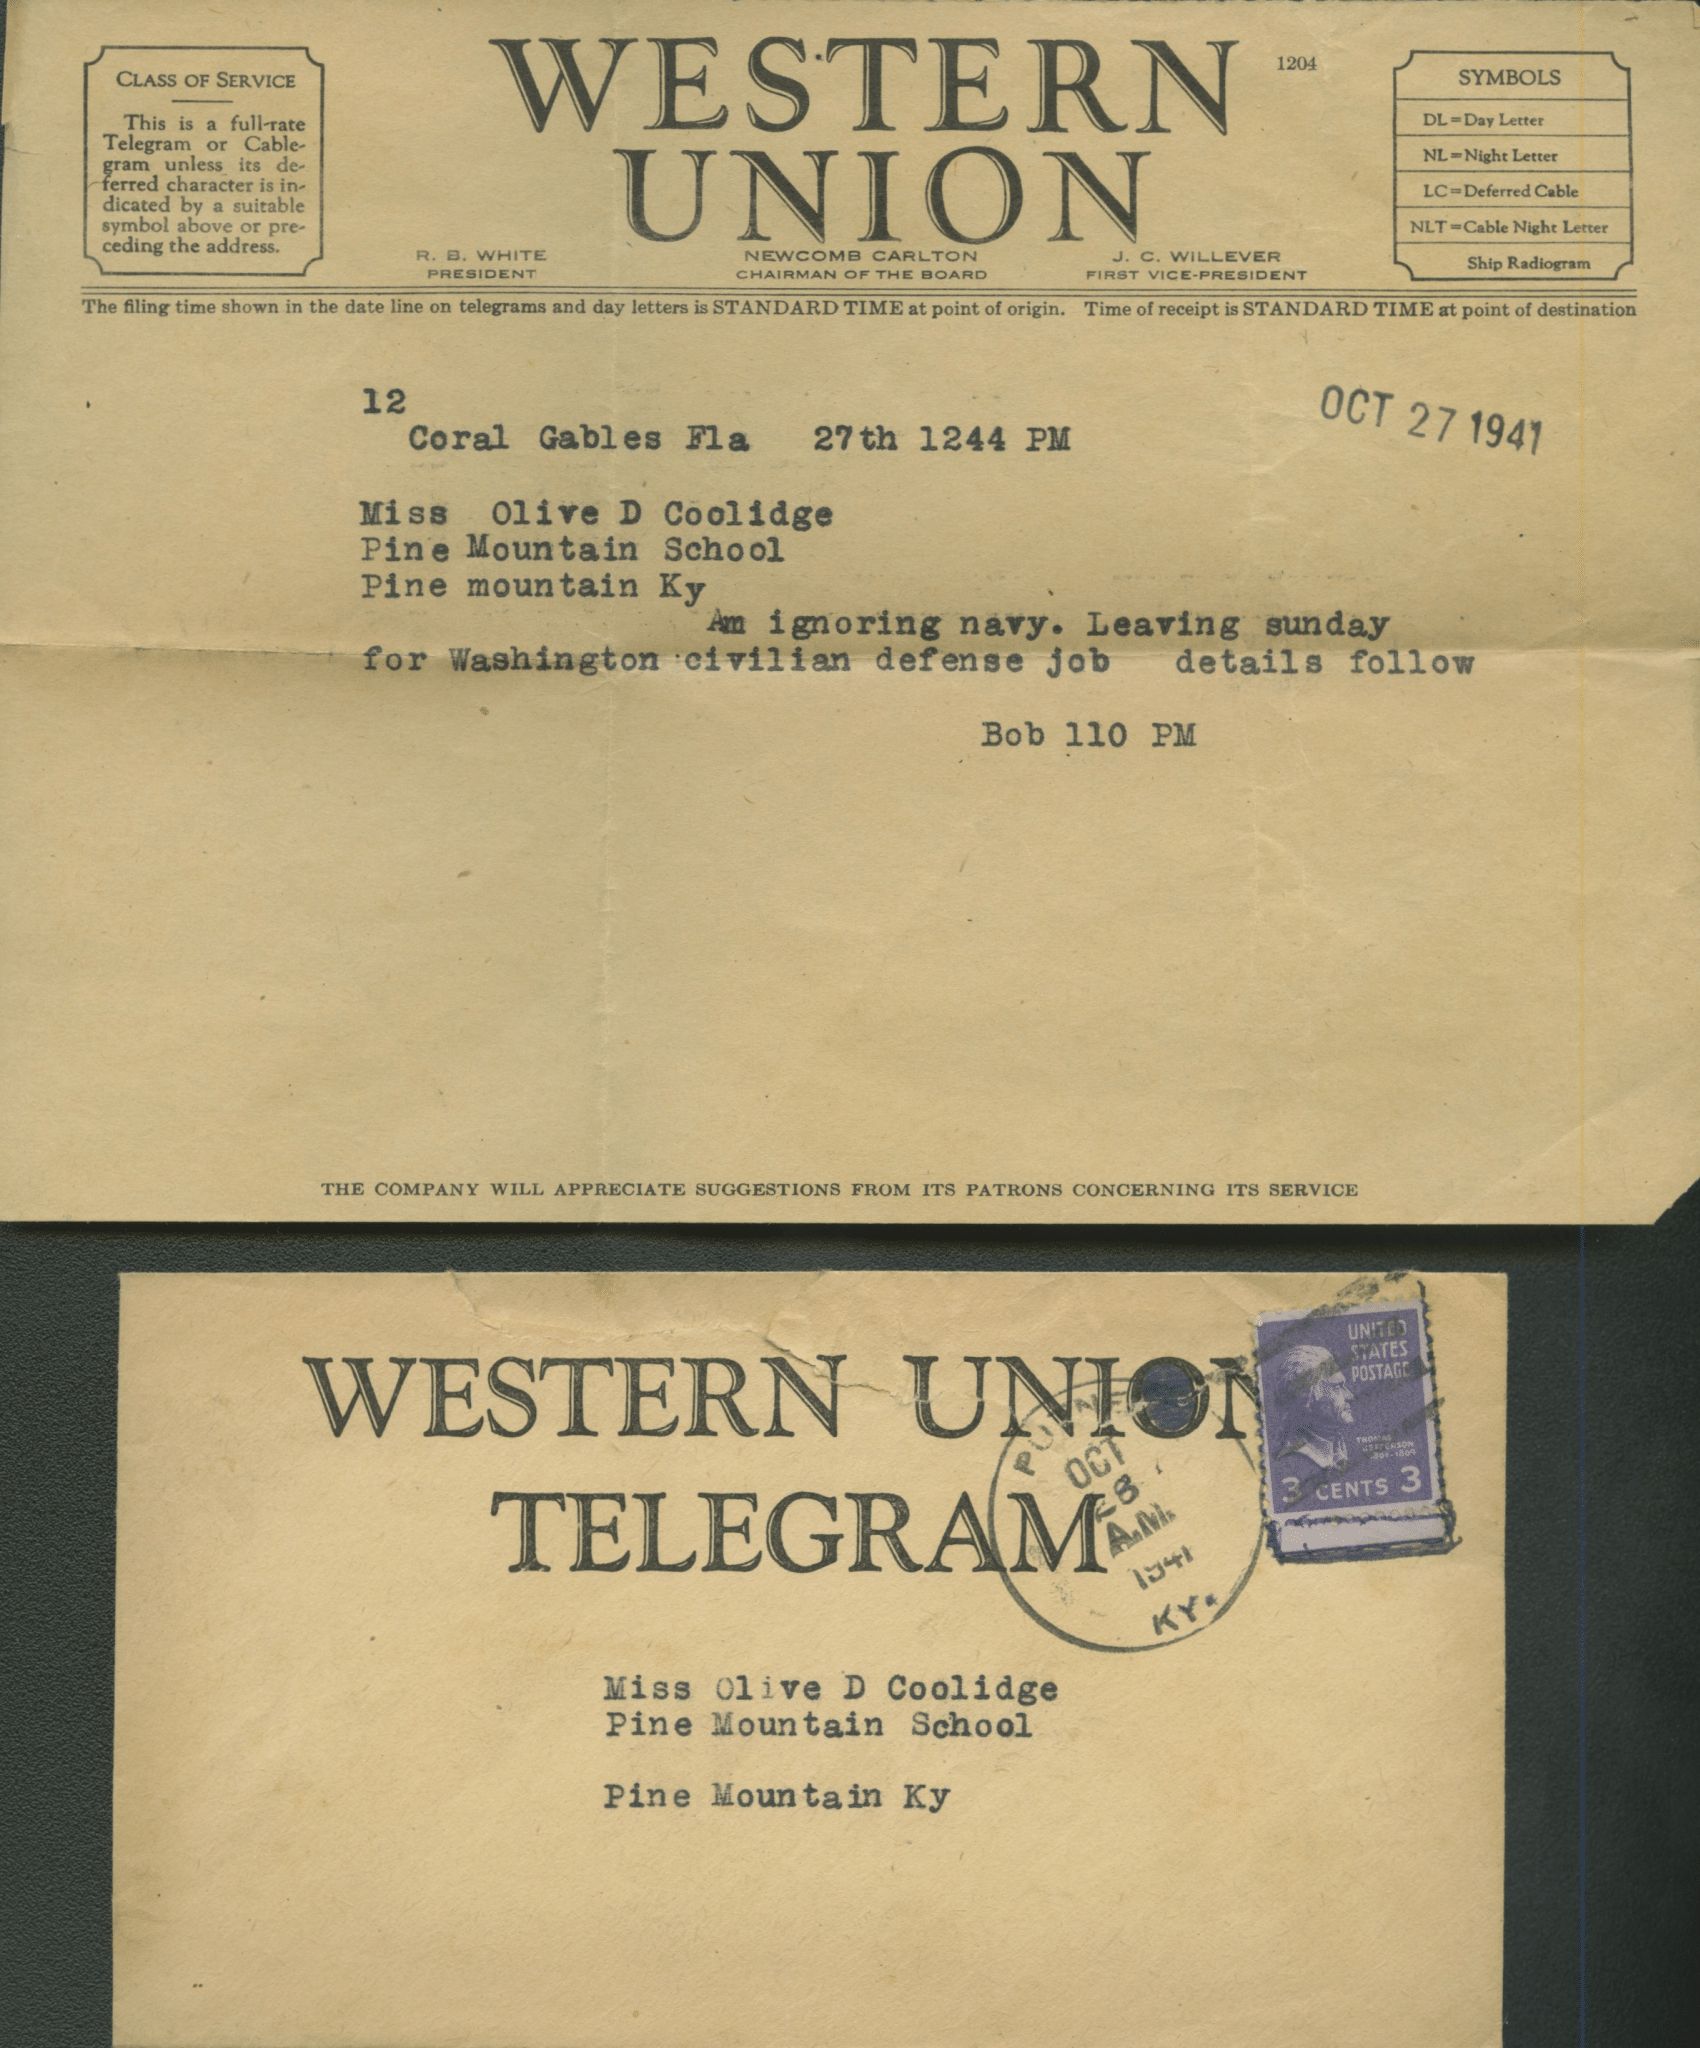 CLASS OF SERVICE
This is a full-rate
Telegram or Cable-
gram unless its de-
ferred character is in-
dicated by a suitable
symbol above or pre-
ceding the address.
WESTERN
UNION
1204
SYMBOLS
DL=Day Letter
NL=Night Letter
LC=Deferred Cable
NLT=Cable Night Letter
Ship Radiogram
R. B. WHITE
PRESIDENT
NEWCOMB CARLTON
CHAIRMAN OF THE BOARD
J. C. WILLEVER
FIRST VICE-PRESIDENT
The filing time shown in the date line on telegrams and day letters is STANDARD TIME at point of origin. Time of receipt is STANDARD TIME at point of destination
12
OCT 27 1941
Coral Gables Fla 27th 1244 PM
Miss Olive D Coolidge
Pine Mountain School
Pine mountain Ky
Am ignoring navy. Leaving sunday
for Washington civilian defense job details follow
Bob 110 PM
THE COMPANY WILL APPRECIATE SUGGESTIONS FROM ITS PATRONS CONCERNING ITS SERVICE
WESTERN UNION
TELEGRAM
OCT
28
A.M.
1941
KY.
UNITED
STATES
POSTAGE
THOMAS
JEFFERSON
3 CENTS 3
Miss Olive D Coolidge
Pine Mountain School
Pine Mountain Ky